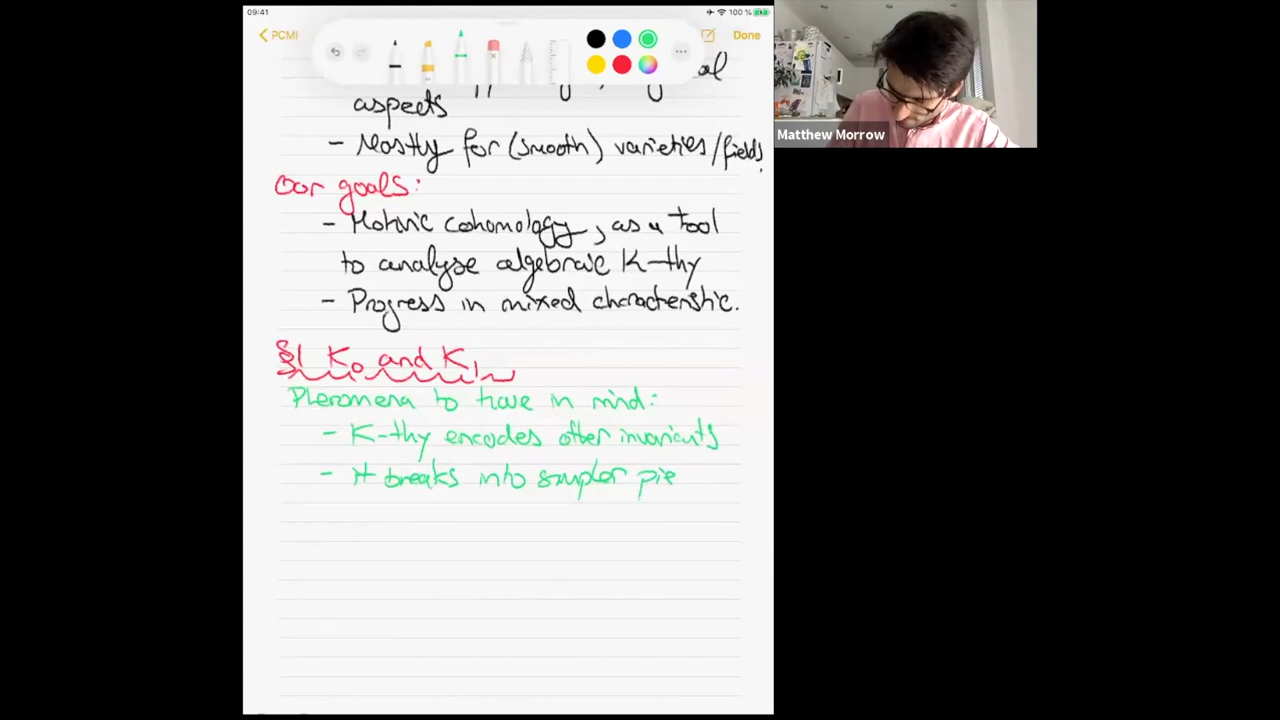 09:41
100 %
PCMI
Done
al
aspects
- Mostly for (smooth) varieties/fields.
Our goals:
- Motivic cohomology, as a tool
to analyse algebraic K-thy
- Progress in mixed characteristic.
§1 K₀ and K₁
Phenomena to have in mind:
- K-thy encodes other invariants
- It breaks into simpler pie
Matthew Morrow